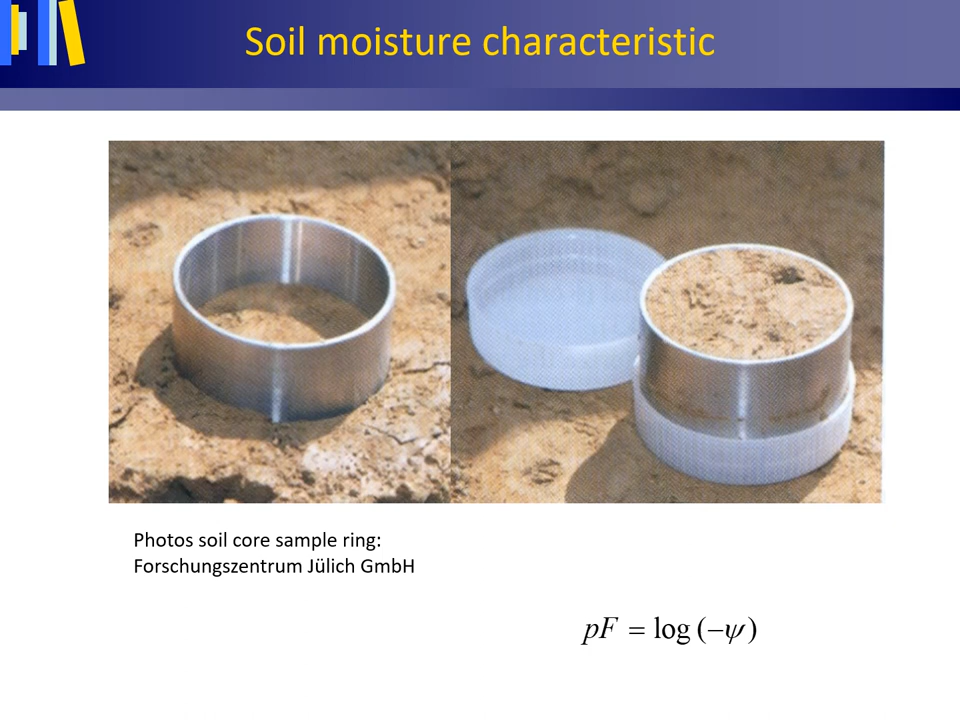 Soil moisture characteristic
Photos soil core sample ring:
Forschungszentrum Jülich GmbH
pF = log (−ψ)